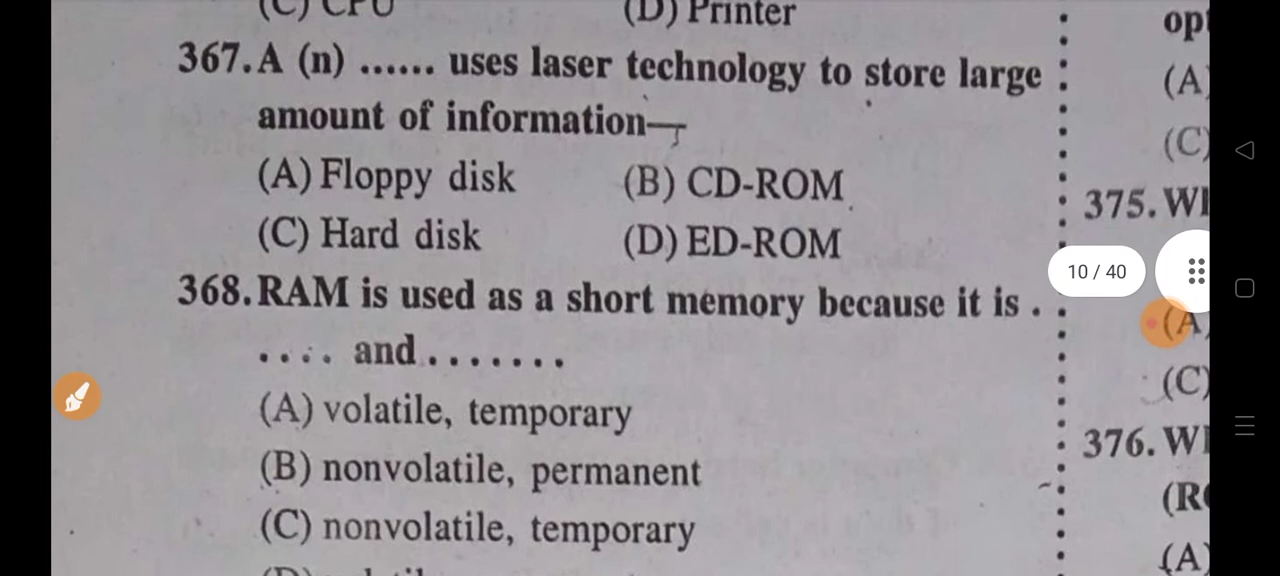 (C) CPU (D) Printer
367. A (n) ...... uses laser technology to store large
amount of information—
(A) Floppy disk (B) CD-ROM
(C) Hard disk (D) ED-ROM
368. RAM is used as a short memory because it is .
.... and .......
(A) volatile, temporary
(B) nonvolatile, permanent
(C) nonvolatile, temporary
(D)
(A)
(C)
375.
10 / 40
(A
(C)
376.
(A)